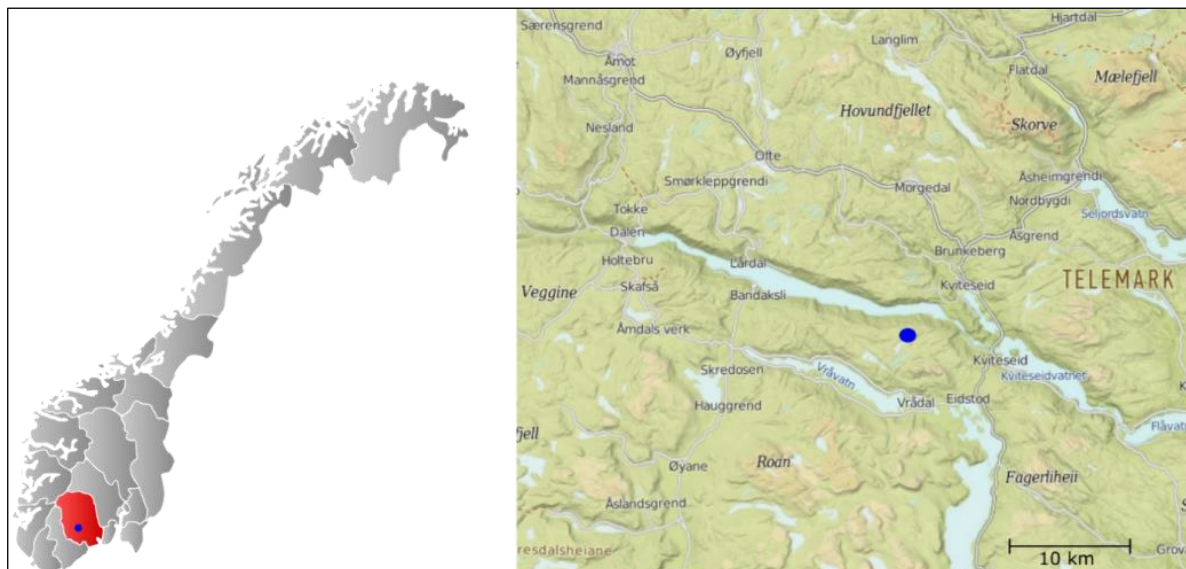 Særensgrend
Hjartdal
Øyfjell
Langlim
Åmot
Flatdal
Mannåsgrend
Mælefjell
Hovundfjellet
Skorve
Nesland
Ofte
Smørkleppgrendi
Morgedal
Åsheimgrendi
Nordbygdi
Tokke
Seljordsvatn
Dalen
Åsgrend
Brunkeberg
Holtebru
Lårdal
TELEMARK
Skafså
Kviteseid
Veggine
Bandaksli
Åmdals verk
Kviteseid
Skredosen
Vråvatn
Kviteseidvatnet
Hauggrend
Vrådal
Eidstod
Flåvatn
fjell
Øyane
Roan
Fagerliheii
Åslandsgrend
resdalsheiane
10 km
Grova